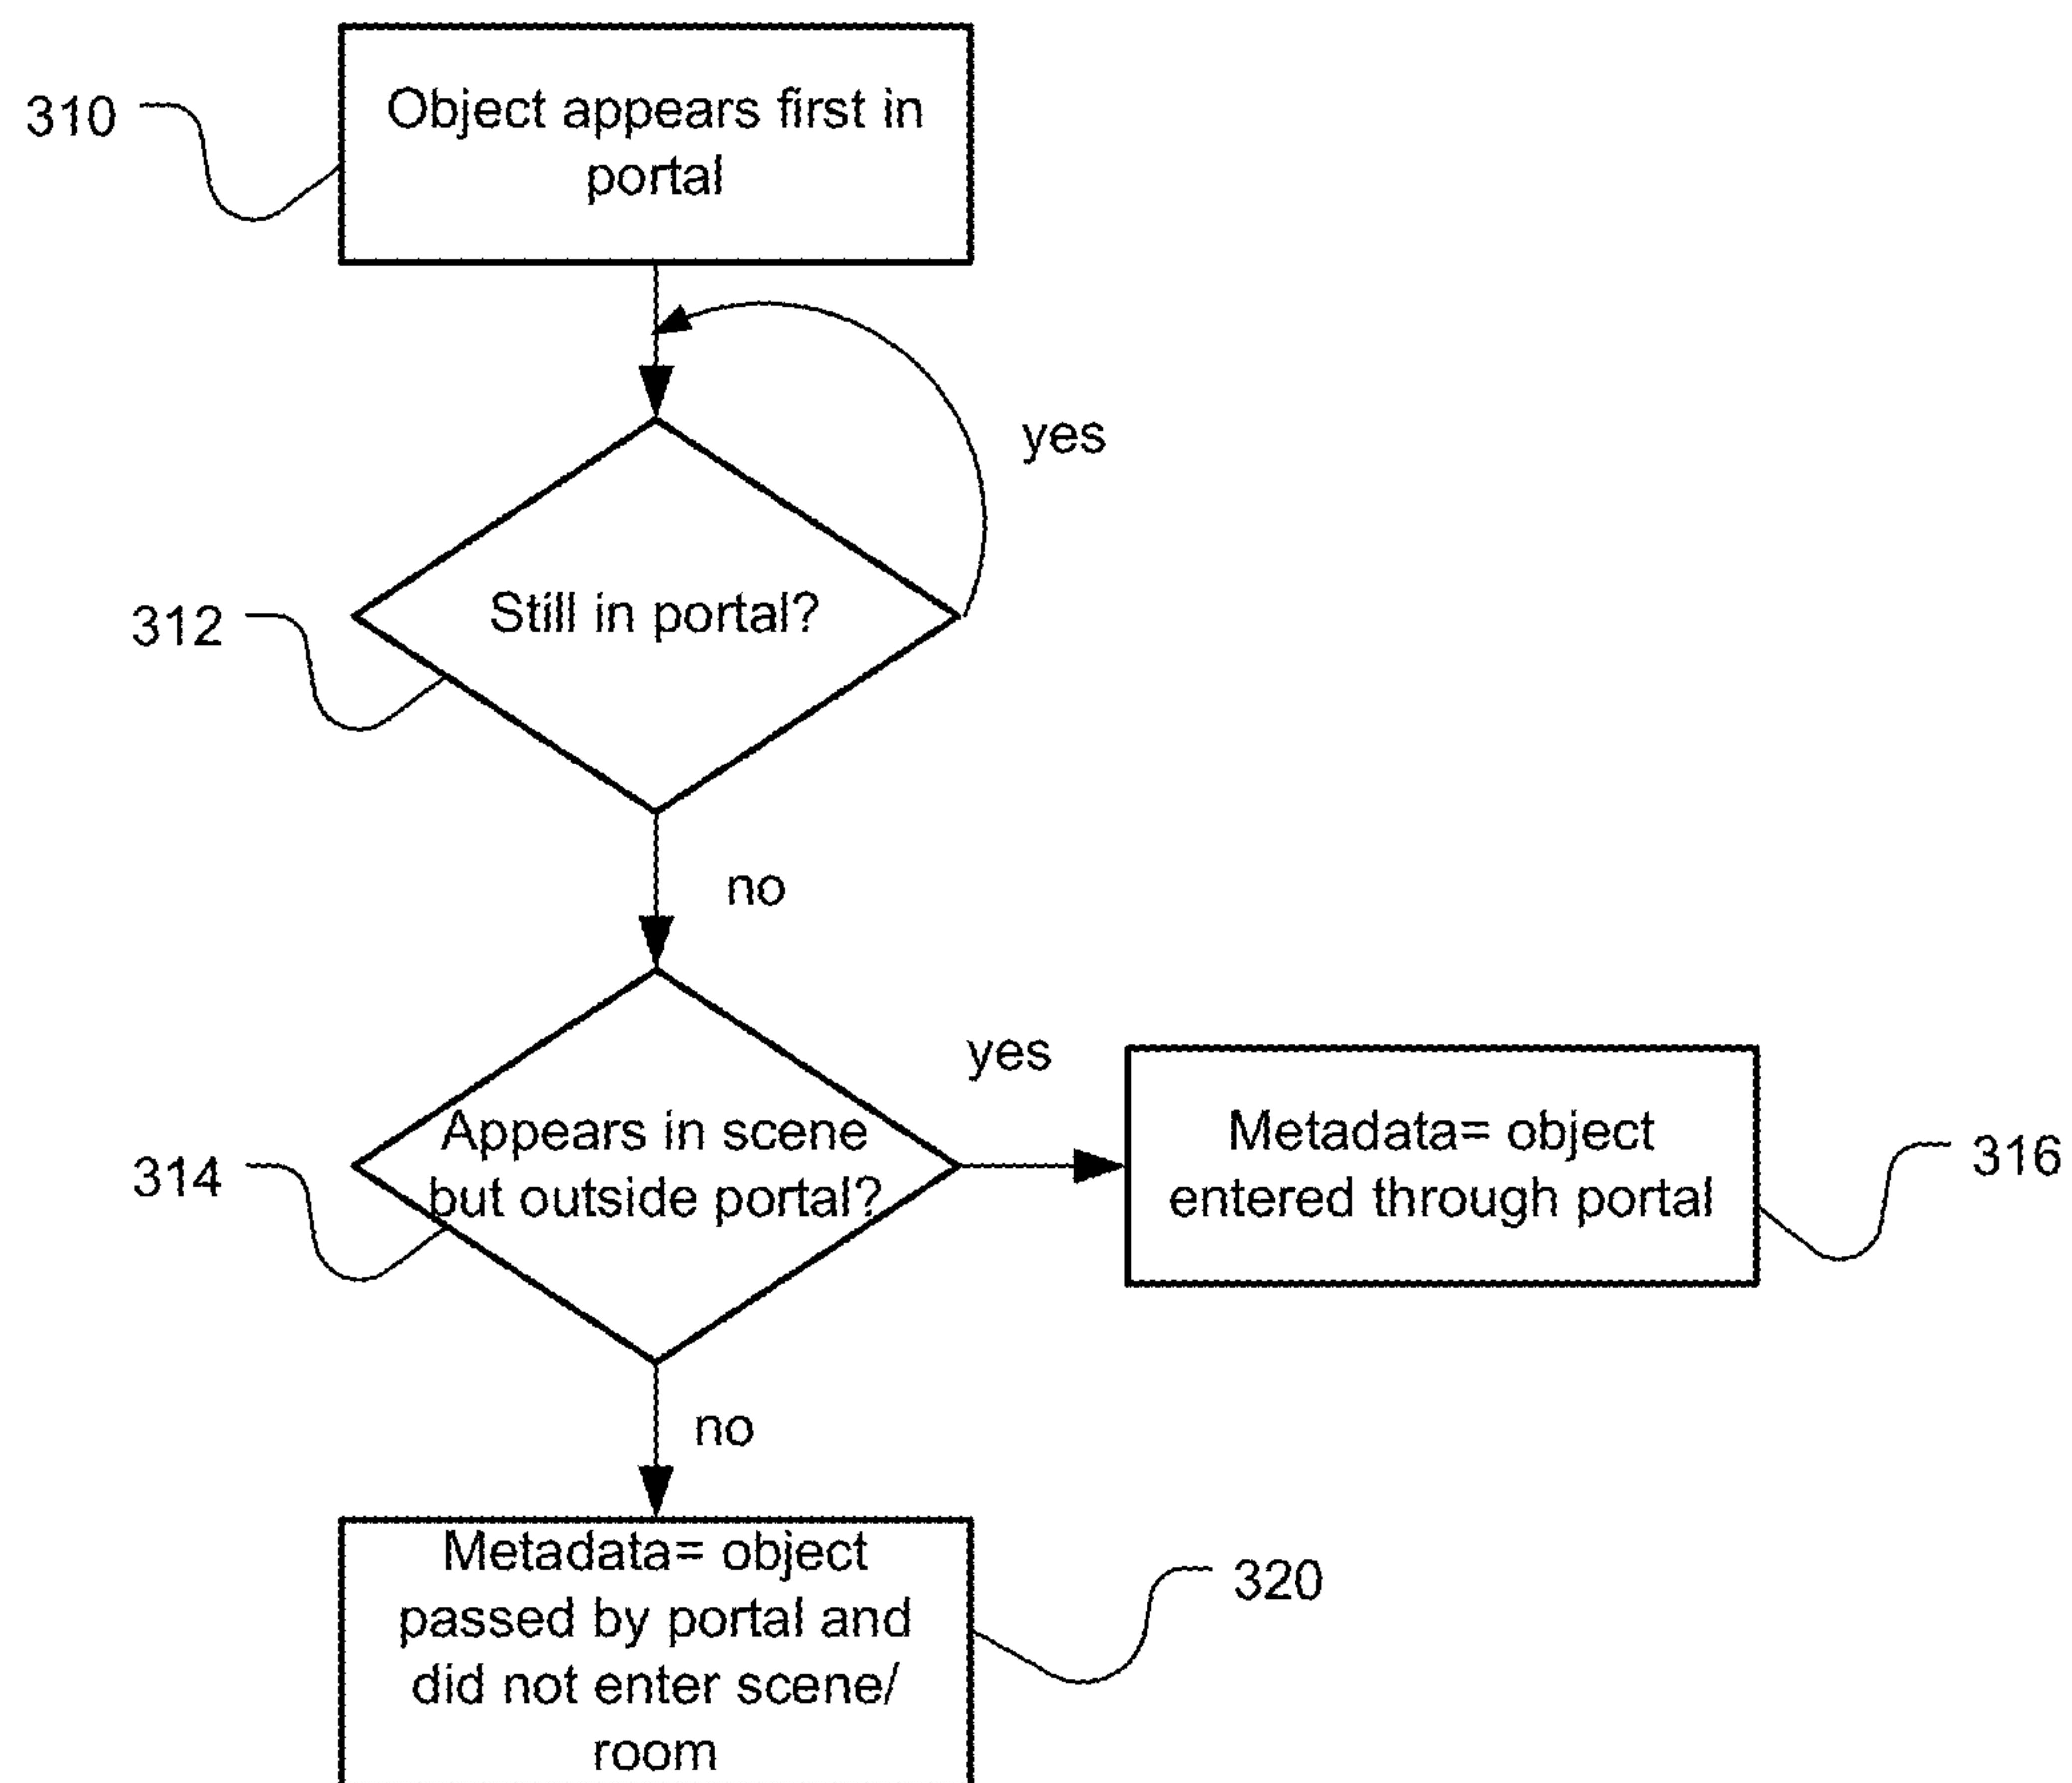 310
Object appears first in
portal
yes
312
Still in portal?
no
yes
314
Appears in scene
but outside portal?
Metadata= object
entered through portal
316
no
Metadata= object
passed by portal and
did not enter scene/
room
320